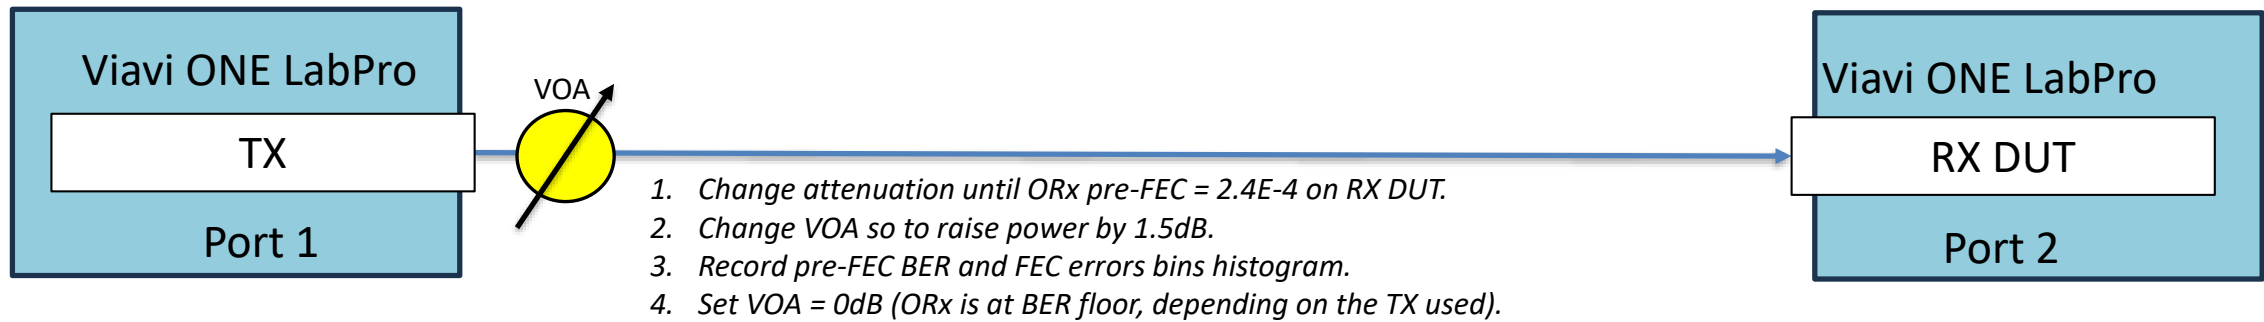 Viavi ONE LabPro
TX
Port 1
VOA
1. Change attenuation until ORx pre-FEC = 2.4E-4 on RX DUT.
2. Change VOA so to raise power by 1.5dB.
3. Record pre-FEC BER and FEC errors bins histogram.
4. Set VOA = 0dB (ORx is at BER floor, depending on the TX used).
Viavi ONE LabPro
RX DUT
Port 2